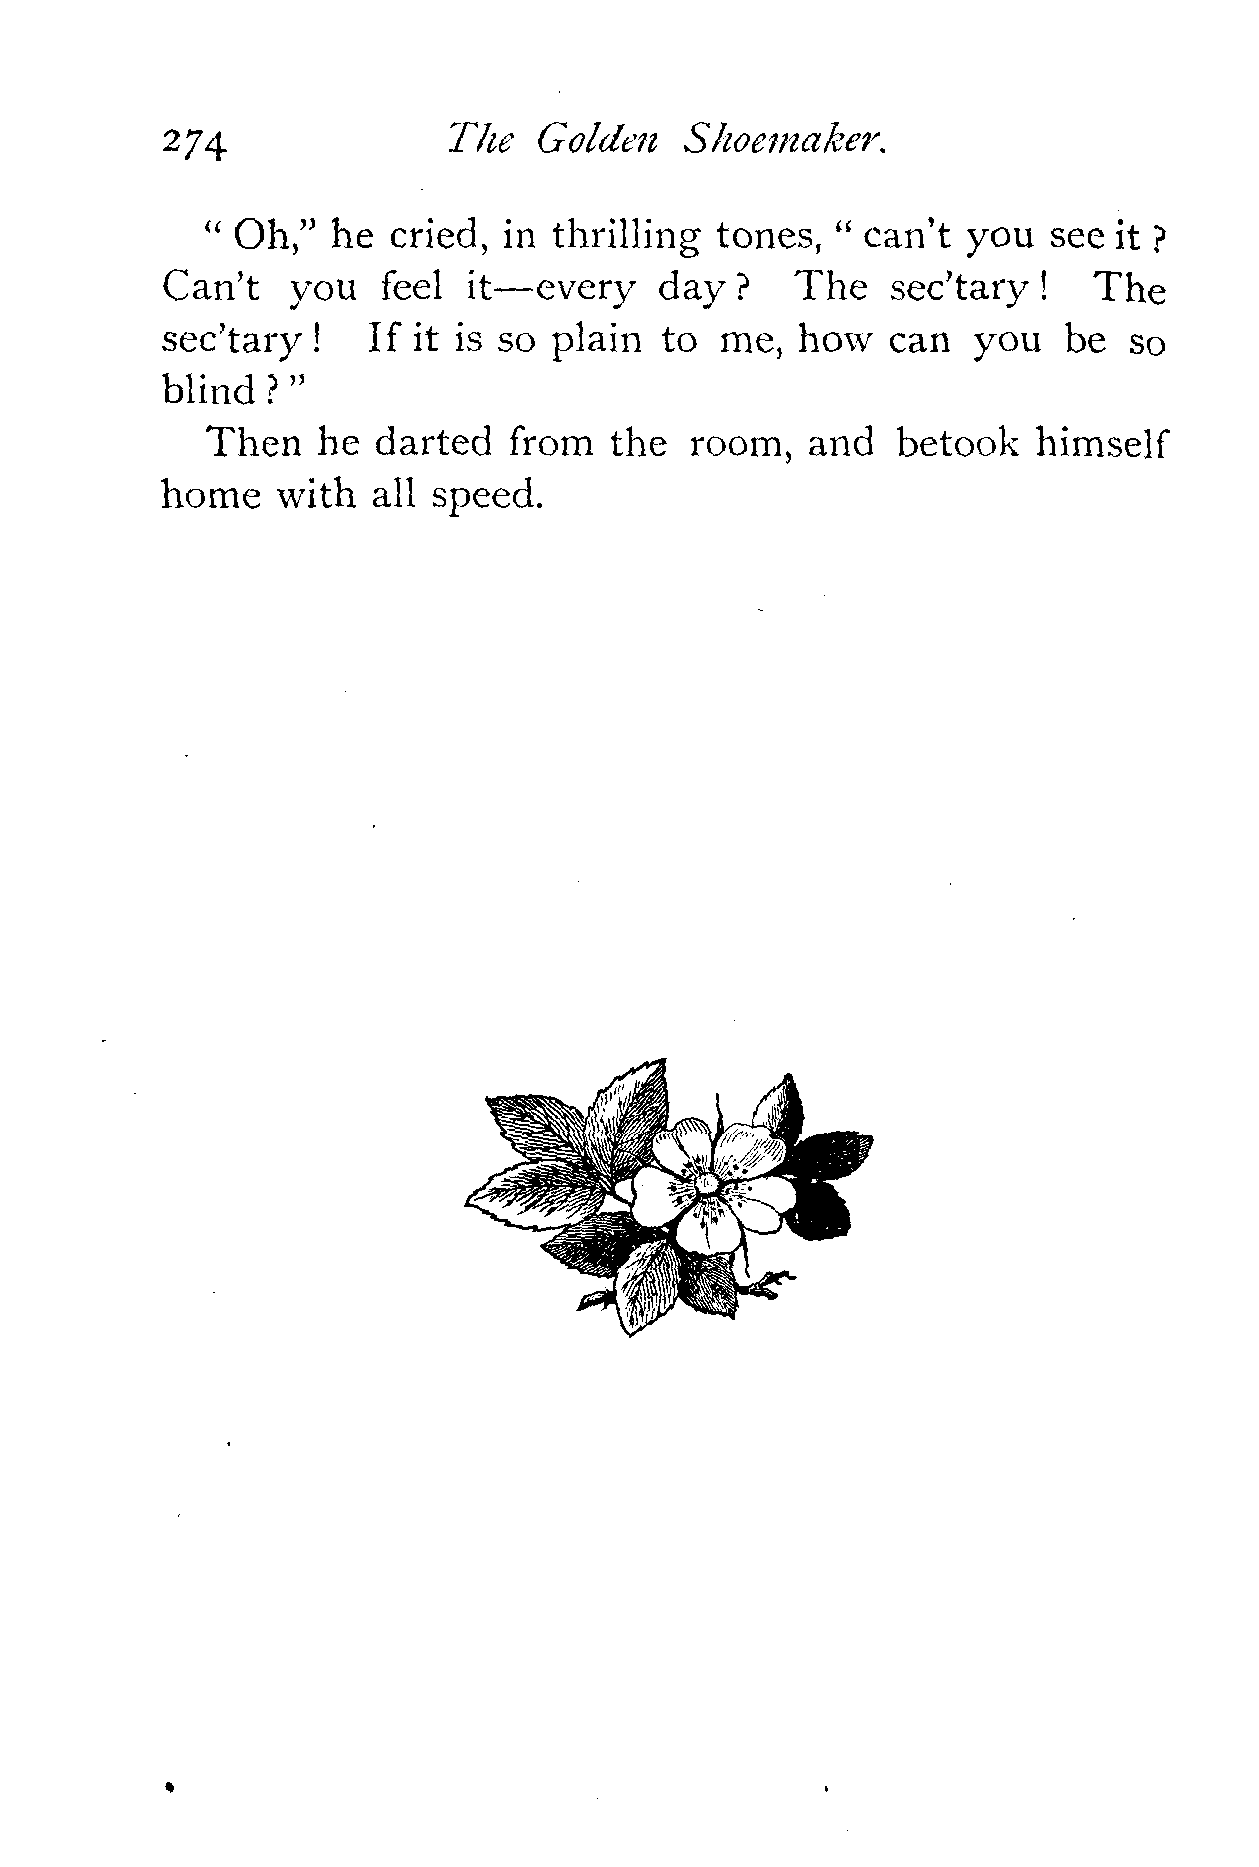 274 The Golden Shoemaker.
“ Oh,” he cried, in thrilling tones, “ can't you see it ?
Can't you feel it—every day ? The sec'tary ! The
sec'tary ! If it is so plain to me, how can you be so
blind ? ”
Then he darted from the room, and betook himself
home with all speed.